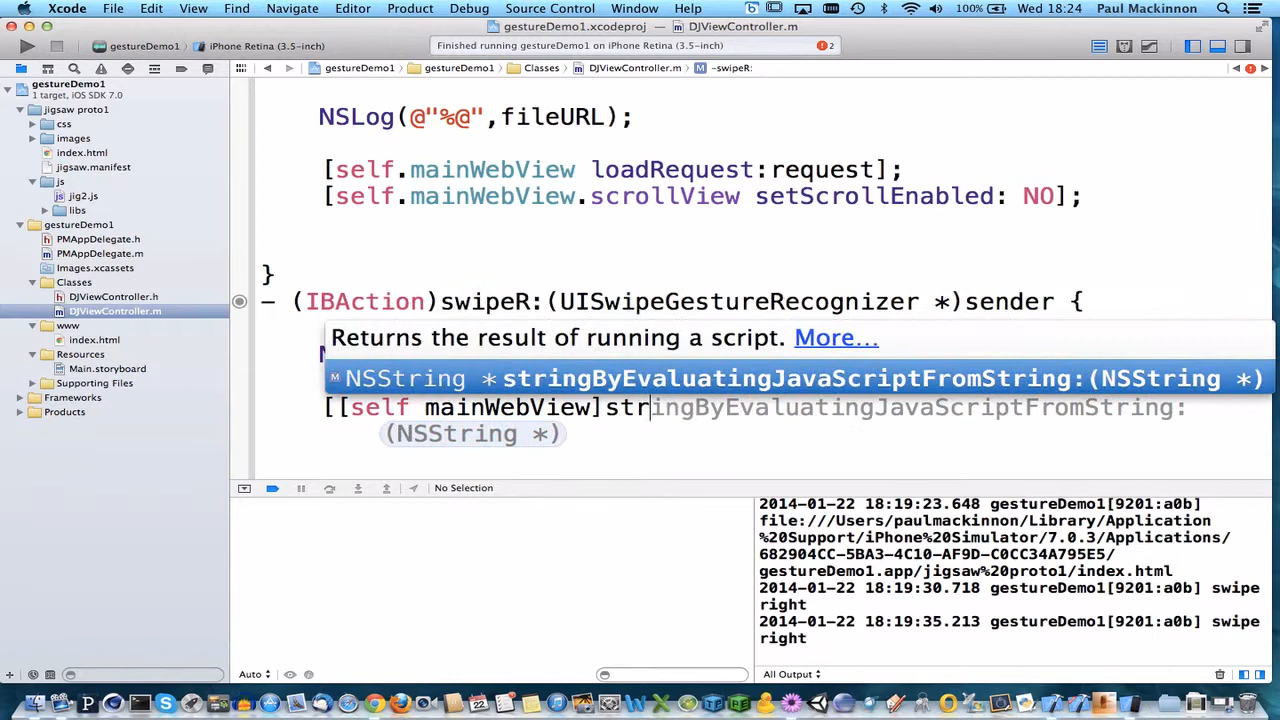 Xcode File Edit View Find Navigate Editor Product Debug Source Control Window Help 100% Wed 18:24 Paul Mackinnon
gestureDemo1.xcodeproj DJViewController.m
gestureDemo1 iPhone Retina (3.5-inch) Finished running gestureDemo1 on iPhone Retina (3.5-inch) 2
gestureDemo1 gestureDemo1 Classes DJViewController.m M -swipeR:
gestureDemo1
1 target, iOS SDK 7.0
jigsaw proto1
css
images
index.html
jigsaw.manifest
js
jig2.js
libs
gestureDemo1
PMAppDelegate.h
PMAppDelegate.m
Images.xcassets
Classes
DJViewController.h
DJViewController.m
www
index.html
Resources
Main.storyboard
Supporting Files
Frameworks
Products
NSLog(@"%@",fileURL);
[self.mainWebView loadRequest:request];
[self.mainWebView.scrollView setScrollEnabled: NO];
}
- (IBAction)swipeR:(UISwipeGestureRecognizer *)sender {
Returns the result of running a script. More...
M NSString *stringByEvaluatingJavaScriptFromString:(NSString *)
[[self mainWebView]stringByEvaluatingJavaScriptFromString:
(NSString *)
No Selection
2014-01-22 18:19:23.648 gestureDemo1[9201:a0b]
file:///Users/paulmackinnon/Library/Application
%20Support/iPhone%20Simulator/7.0.3/Applications/
682904CC-5BA3-4C10-AF9D-C0CC34A795E5/
gestureDemo1.app/jigsaw%20proto1/index.html
2014-01-22 18:19:30.718 gestureDemo1[9201:a0b] swipe
right
2014-01-22 18:19:35.213 gestureDemo1[9201:a0b] swipe
right
Auto All Output